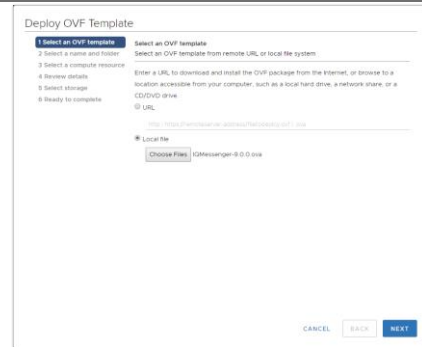 Deploy OVF Template
1 Select an OVF template
2 Select a name and folder
3 Select a compute resource
4 Review details
5 Select storage
6 Ready to complete
Select an OVF template
Select an OVF template from remote URL or local file system
Enter a URL to download and install the OVF package from the Internet, or browse to a
location accessible from your computer, such as a local hard drive, a network share, or a
CD/DVD drive.
URL
Local file
Choose Files IQMessenger-9.0.0.ova
CANCEL BACK NEXT